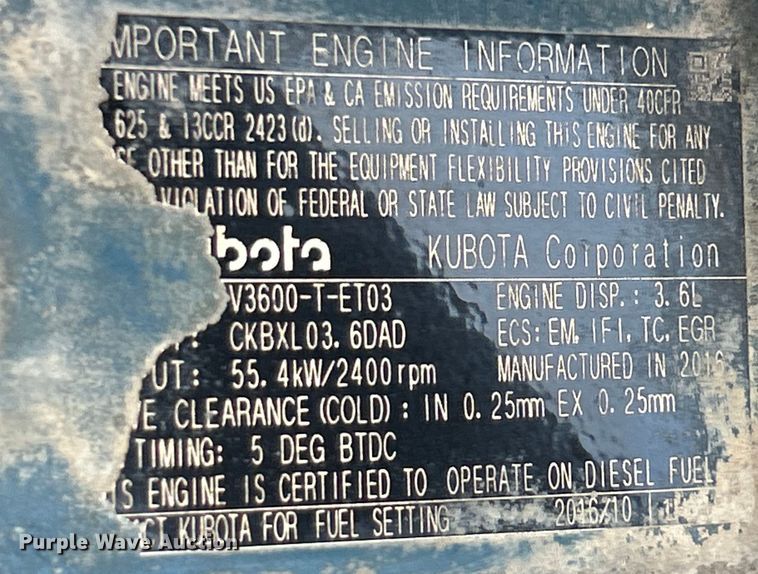 MPORTANT ENGINE INFORMATION
ENGINE MEETS US EPA & CA EMISSION REQUIREMENTS UNDER 40CFR
625 & 13CCR 2423(d). SELLING OR INSTALLING THIS ENGINE FOR ANY
SE OTHER THAN FOR THE EQUIPMENT FLEXIBILITY PROVISIONS CITED
VIOLATION OF FEDERAL OR STATE LAW SUBJECT TO CIVIL PENALTY.
ubota KUBOTA Corporation
V3600-T-ET03 ENGINE DISP.: 3.6L
: CKBXL03.6DAD ECS: EM, IFI, TC, EGR
UT: 55.4kW/2400rpm MANUFACTURED IN 2016
E CLEARANCE (COLD): IN 0.25mm EX 0.25mm
TIMING: 5 DEG BTDC
S ENGINE IS CERTIFIED TO OPERATE ON DIESEL FUEL
CT KUBOTA FOR FUEL SETTING 2016/10
Purple Wave Auction